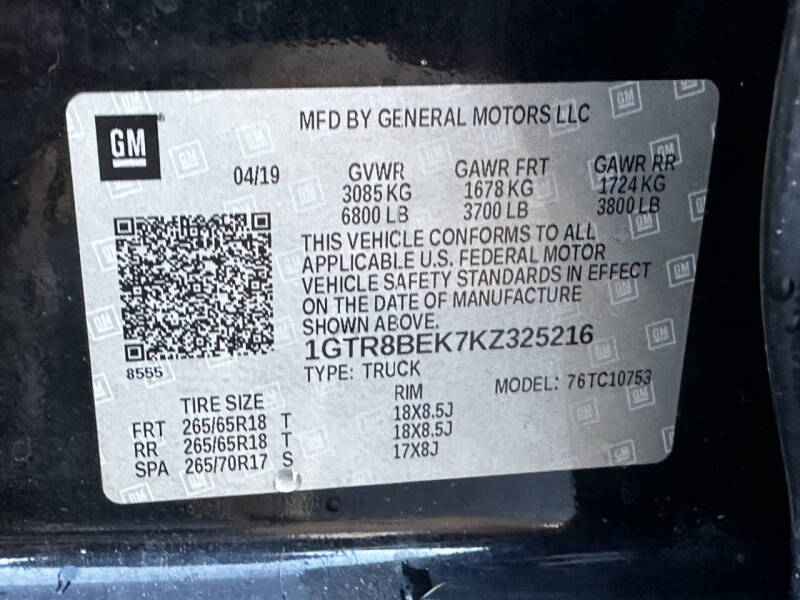 GM
MFD BY GENERAL MOTORS LLC
04/19 GVWR GAWR FRT GAWR RR
3085 KG 1678 KG 1724 KG
6800 LB 3700 LB 3800 LB
THIS VEHICLE CONFORMS TO ALL
APPLICABLE U.S. FEDERAL MOTOR
VEHICLE SAFETY STANDARDS IN EFFECT
ON THE DATE OF MANUFACTURE
SHOWN ABOVE.
1GTR8BEK7KZ325216
8555
TYPE: TRUCK MODEL: 76TC10753
TIRE SIZE RIM
FRT 265/65R18 T 18X8.5J
RR 265/65R18 T 18X8.5J
SPA 265/70R17 S 17X8J